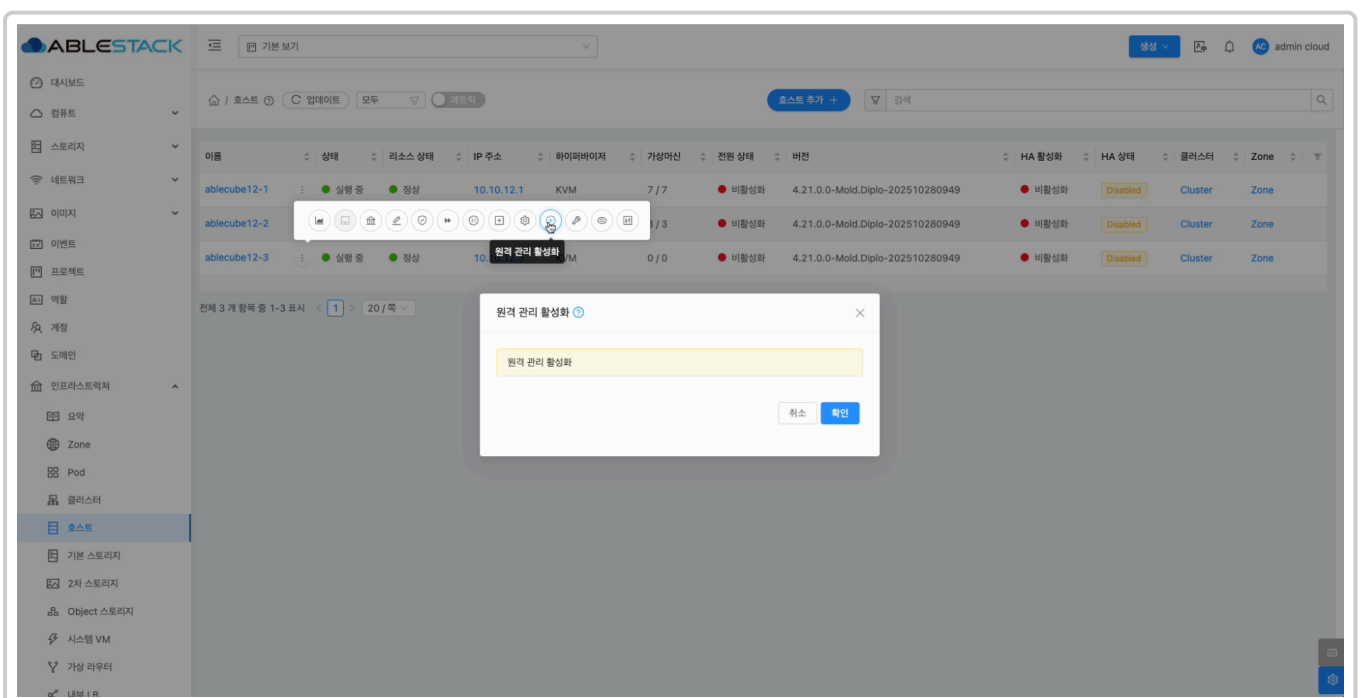 ABLESTACK
기본 보기
생성
AC admin cloud
대시보드
컴퓨트
스토리지
네트워크
이미지
이벤트
프로젝트
역할
계정
도메인
인프라스트럭처
요약
Zone
Pod
클러스터
호스트
기본 스토리지
2차 스토리지
Object 스토리지
시스템 VM
가상 라우터
내부 LB
/ 호스트 업데이트 모두 메트릭 호스트 추가 + 검색
이름 상태 리소스 상태 IP 주소 하이퍼바이저 가상머신 전원 상태 버전 HA 활성화 HA 상태 클러스터 Zone
ablecube12-1 실행 중 정상 10.10.12.1 KVM 7 / 7 비활성화 4.21.0.0-Mold.Diplo-202510280949 비활성화 Disabled Cluster Zone
ablecube12-2 / 3 비활성화 4.21.0.0-Mold.Diplo-202510280949 비활성화 Disabled Cluster Zone
원격 관리 활성화
ablecube12-3 실행 중 정상 10. 0 / 0 비활성화 4.21.0.0-Mold.Diplo-202510280949 비활성화 Disabled Cluster Zone
전체 3 개 항목 중 1-3 표시 < 1 > 20 / 쪽
원격 관리 활성화
원격 관리 활성화
취소 확인